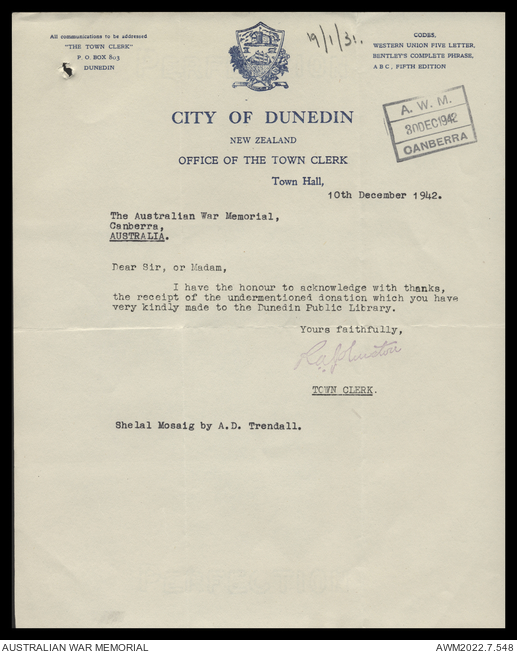 All communications to be addressed
"THE TOWN CLERK"
P. O. BOX 803
DUNEDIN
19/1/31.
CODES.
WESTERN UNION FIVE LETTER,
BENTLEY'S COMPLETE PHRASE,
A B C, FIFTH EDITION
A. W. M.
30 DEC 1942
CANBERRA
CITY OF DUNEDIN
NEW ZEALAND
OFFICE OF THE TOWN CLERK
Town Hall,
10th December 1942.
The Australian War Memorial,
Canberra,
AUSTRALIA.
Dear Sir, or Madam,
I have the honour to acknowledge with thanks,
the receipt of the undermentioned donation which you have
very kindly made to the Dunedin Public Library.
Yours faithfully,
TOWN CLERK.
Shelal Mosaig by A.D. Trendall.
AUSTRALIAN WAR MEMORIAL
AWM2022.7.548